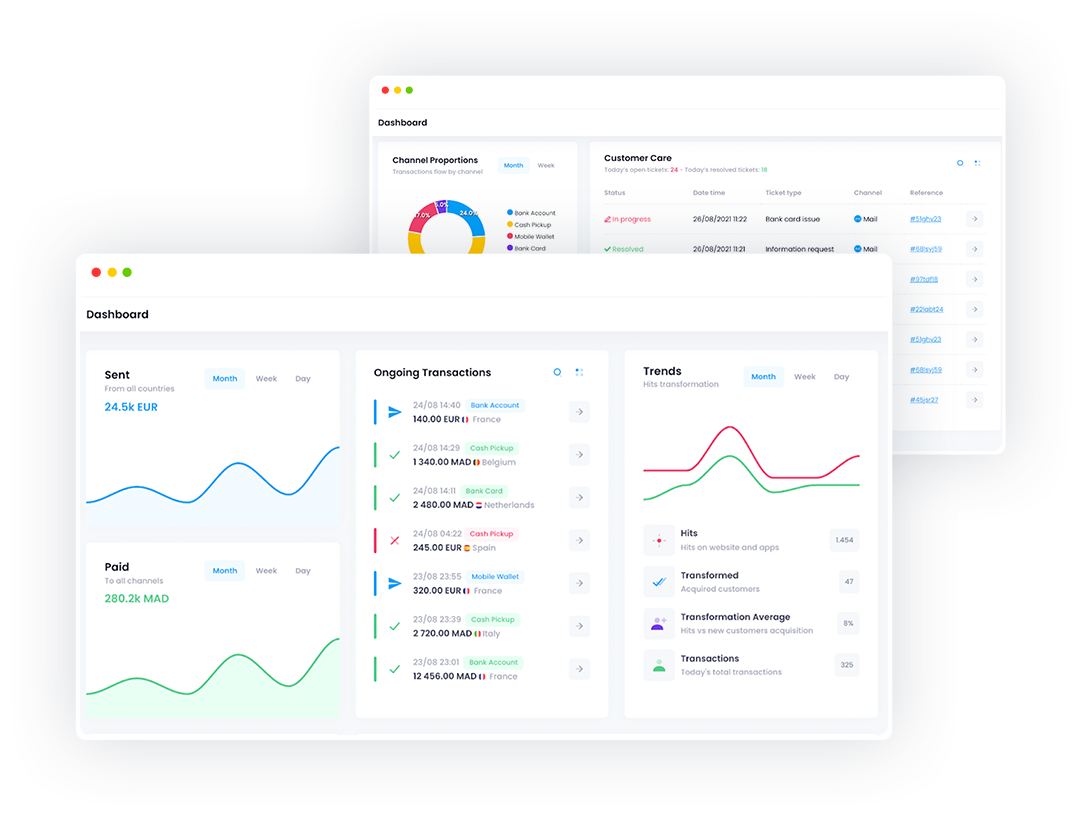 Dashboard
Channel Proportions
Transactions flow by channel
Month
Week
5.0%
24.0%
7.0%
Bank Account
Cash Pickup
Mobile Wallet
Bank Card
Customer Care
Today's open tickets: 24 - Today's resolved tickets: 18
Status Date time Ticket type Channel Reference
In progress 26/08/2021 11:22 Bank card issue Mail #51ghv23
Resolved 26/08/2021 11:21 Information request Mail #68lsvj59
#97tdf18
#22iabt24
#51ghv23
#68lsvj59
#45jsr27
Dashboard
Sent
From all countries
24.5k EUR
Month Week Day
Paid
To all channels
280.2k MAD
Month Week Day
Ongoing Transactions
24/08 14:40 Bank Account
140.00 EUR France
24/08 14:29 Cash Pickup
1 340.00 MAD Belgium
24/08 14:11 Bank Card
2 480.00 MAD Netherlands
24/08 04:22 Cash Pickup
245.00 EUR Spain
23/08 23:55 Mobile Wallet
320.00 EUR France
23/08 23:39 Cash Pickup
2 720.00 MAD Italy
23/08 23:01 Bank Account
12 456.00 MAD France
Trends
Hits transformation
Month Week Day
Hits
Hits on website and apps
1.454
Transformed
Acquired customers
47
Transformation Average
Hits vs new customers acquisition
8%
Transactions
Today's total transactions
325